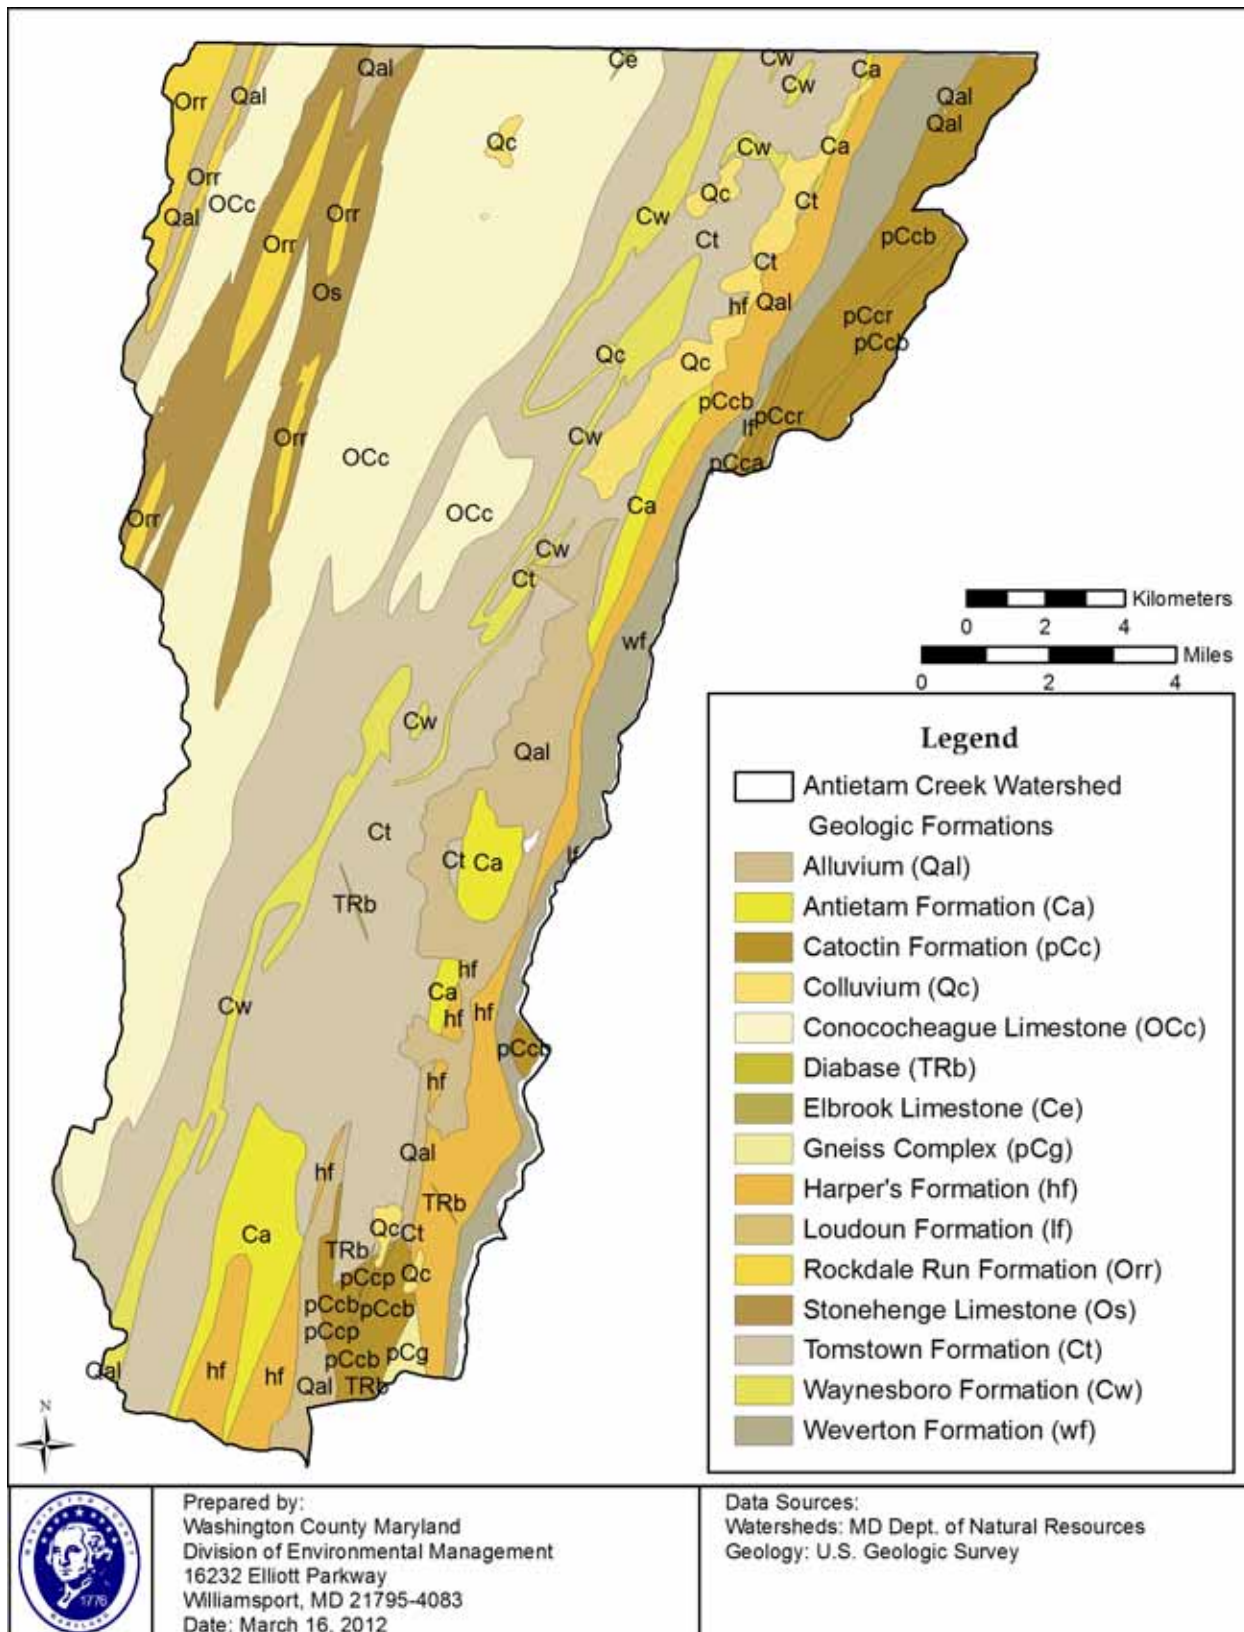 Qal
Ce
Cw
Ca
Orr
Qal
Cw
Qal
Qal
Qc
Cw
Ca
Orr
OCc
Qal
Orr
Qc
Ct
Cw
Orr
Ct
pCcb
Ct
Os
hf
Qal
pCcr
pCcb
Qc
Qc
pCcb
lf
pCcr
Orr
Cw
OCc
pCca
Ca
OCc
Orr
Cw
Ct
wf
Cw
Qal
Ct
Ct
Ca
lf
TRb
hf
Ca
hf
hf
Cw
pCcb
hf
Qal
hf
TRb
Ca
Qc
Ct
TRb
pCcp
Qc
pCcb
pCcb
pCcp
pCcb
pCg
Qal
hf
hf
Qal
TRb
Kilometers
0 2 4
Miles
0 2 4
Legend
Antietam Creek Watershed
Geologic Formations
Alluvium (Qal)
Antietam Formation (Ca)
Catoctin Formation (pCc)
Colluvium (Qc)
Conococheague Limestone (OCc)
Diabase (TRb)
Elbrook Limestone (Ce)
Gneiss Complex (pCg)
Harper's Formation (hf)
Loudoun Formation (lf)
Rockdale Run Formation (Orr)
Stonehenge Limestone (Os)
Tomstown Formation (Ct)
Waynesboro Formation (Cw)
Weverton Formation (wf)
N
WASHINGTON COUNTY
1776
MARYLAND
Prepared by:
Washington County Maryland
Division of Environmental Management
16232 Elliott Parkway
Williamsport, MD 21795-4083
Date: March 16, 2012
Data Sources:
Watersheds: MD Dept. of Natural Resources
Geology: U.S. Geologic Survey